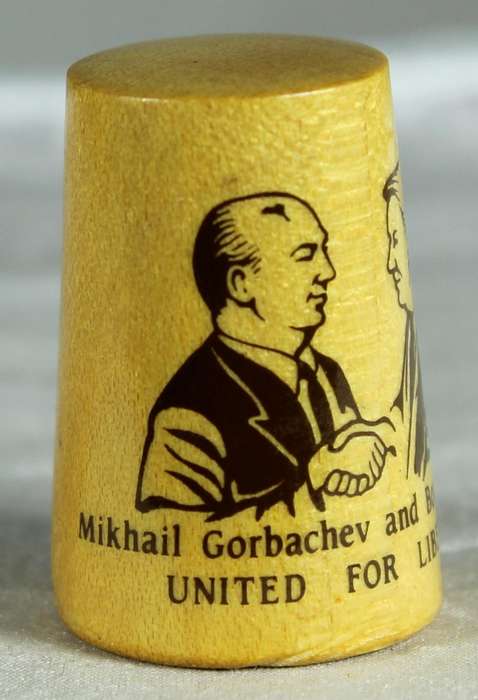 Mikhail Gorbachev and
UNITED FOR